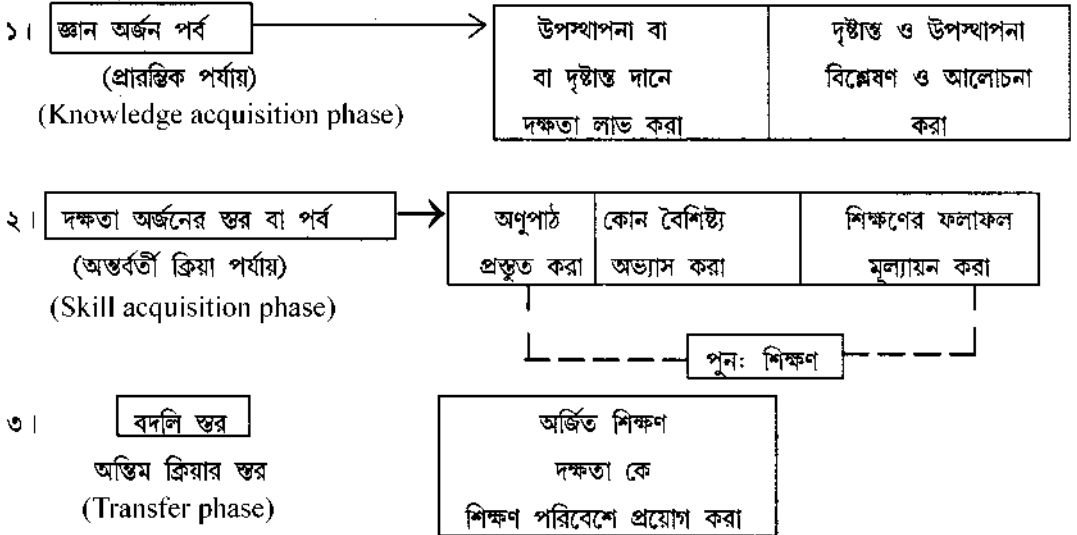 ১। জ্ঞান অর্জন পর্ব
(প্রারম্ভিক পর্যায়)
(Knowledge acquisition phase)
উপস্থাপনা বা
বা দৃষ্টান্ত দানে
দক্ষতা লাভ করা
দৃষ্টান্ত ও উপস্থাপনা
বিশ্লেষণ ও আলোচনা
করা
২। দক্ষতা অর্জনের স্তর বা পর্ব
(অন্তর্বর্তী ক্রিয়া পর্যায়)
(Skill acquisition phase)
অণুপাঠ
প্রস্তুত করা
কোন বৈশিষ্ট্য
অভ্যাস করা
শিক্ষণের ফলাফল
মূল্যায়ন করা
পুন: শিক্ষণ
৩। বদলি স্তর
অন্তিম ক্রিয়ার স্তর
(Transfer phase)
অর্জিত শিক্ষণ
দক্ষতা কে
শিক্ষণ পরিবেশে প্রয়োগ করা